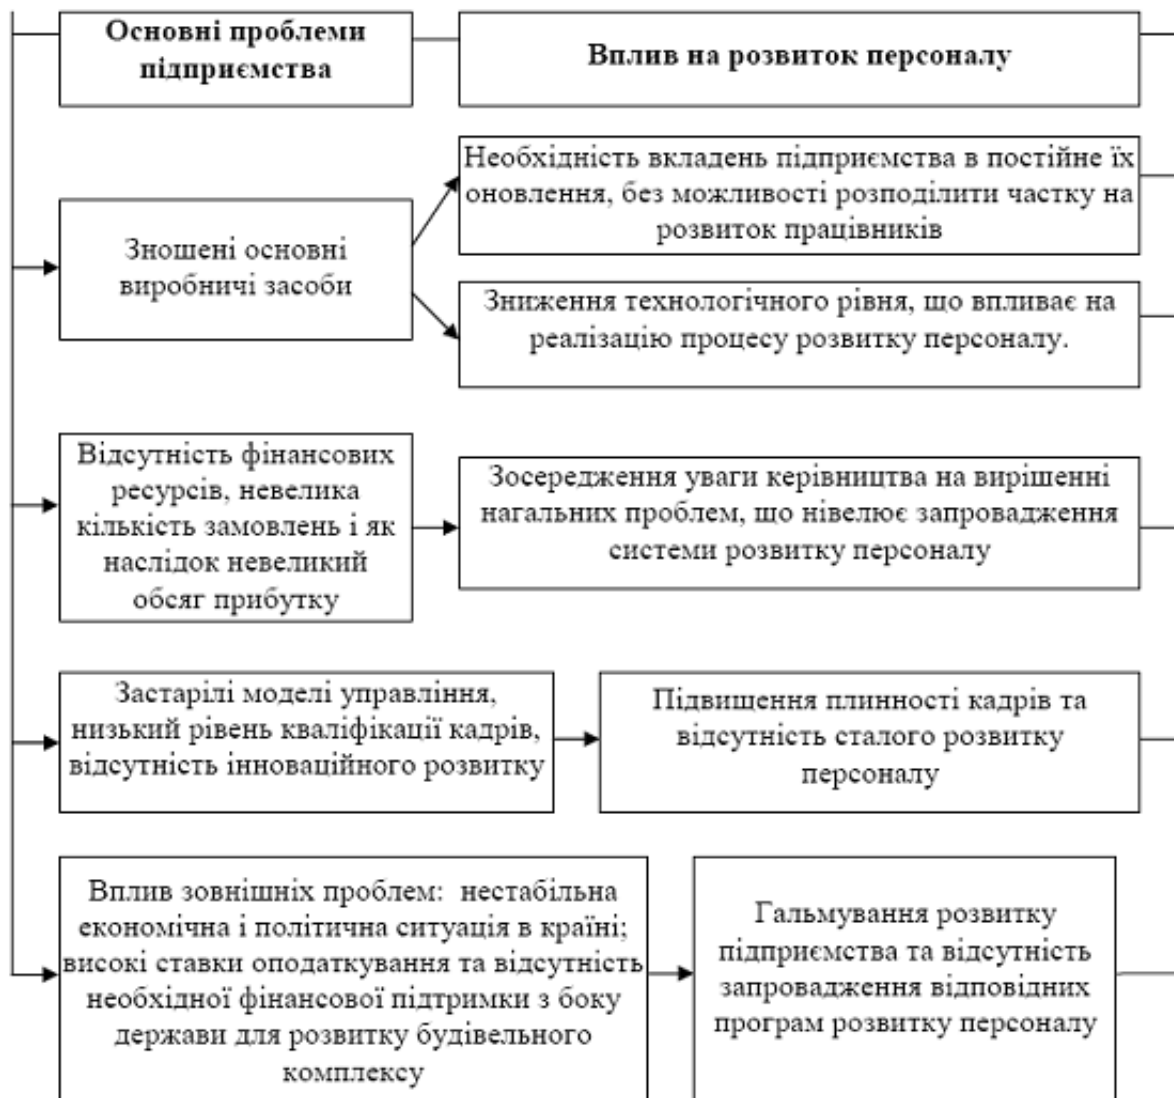 Основні проблеми
підприємства
Вплив на розвиток персоналу
Зношені основні
виробничі засоби
Необхідність вкладень підприємства в постійне їх
оновлення, без можливості розподілити частку на
розвиток працівників
Зниження технологічного рівня, що впливає на
реалізацію процесу розвитку персоналу.
Відсутність фінансових
ресурсів, невелика
кількість замовлень і як
наслідок невеликий
обсяг прибутку
Зосередження уваги керівництва на вирішенні
нагальних проблем, що нівелює запровадження
системи розвитку персоналу
Застарілі моделі управління,
низький рівень кваліфікації кадрів,
відсутність інноваційного розвитку
Підвищення плинності кадрів та
відсутність сталого розвитку
персоналу
Вплив зовнішніх проблем: нестабільна
економічна і політична ситуація в країні;
високі ставки оподаткування та відсутність
необхідної фінансової підтримки з боку
держави для розвитку будівельного
комплексу
Гальмування розвитку
підприємства та відсутність
запровадження відповідних
програм розвитку персоналу